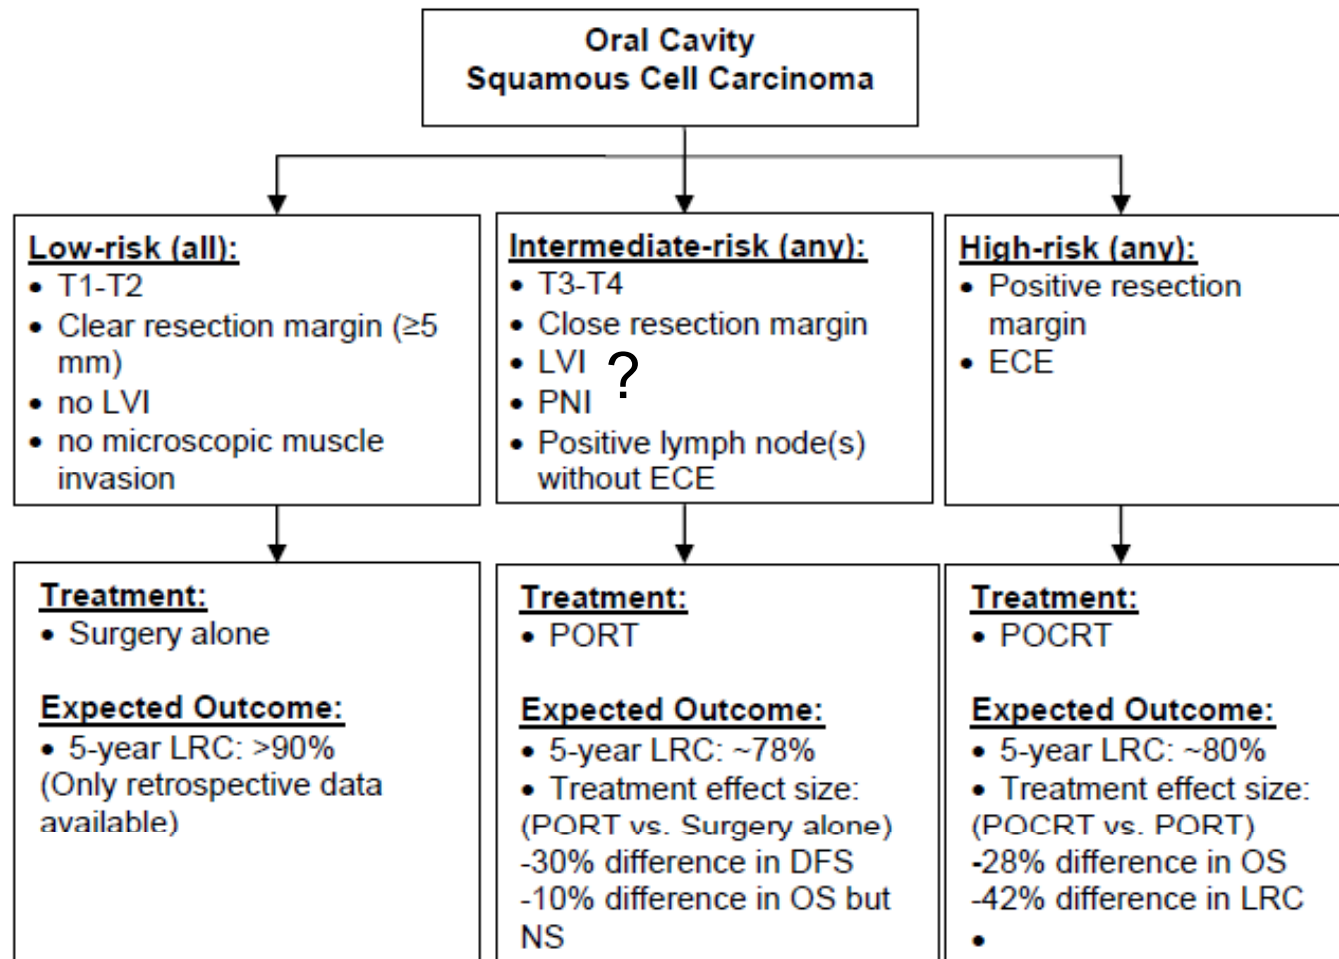 Oral Cavity
Squamous Cell Carcinoma
Low-risk (all):
• T1-T2
• Clear resection margin (≥5
mm)
• no LVI
• no microscopic muscle
invasion
Intermediate-risk (any):
• T3-T4
• Close resection margin
• LVI
• PNI
?
• Positive lymph node(s)
without ECE
High-risk (any):
• Positive resection
margin
• ECE
Treatment:
• Surgery alone
Expected Outcome:
• 5-year LRC: >90%
(Only retrospective data
available)
Treatment:
• PORT
Expected Outcome:
• 5-year LRC: ~78%
• Treatment effect size:
(PORT vs. Surgery alone)
-30% difference in DFS
-10% difference in OS but
NS
Treatment:
• POCRT
Expected Outcome:
• 5-year LRC: ~80%
• Treatment effect size:
(POCRT vs. PORT)
-28% difference in OS
-42% difference in LRC
•